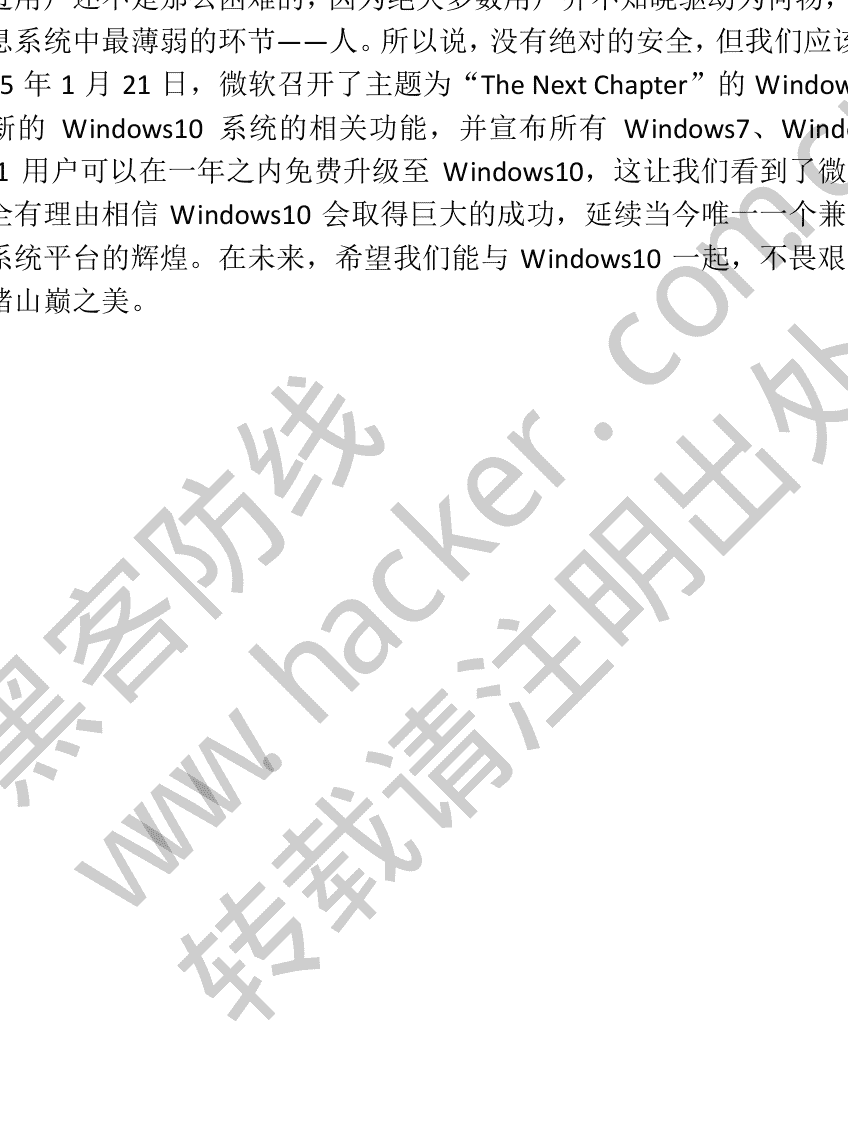 过用户还不是那么困难的，因为绝大多数用户并不知晓驱动为何物，
息系统中最薄弱的环节——人。所以说，没有绝对的安全，但我们应该
5 年 1 月 21 日，微软召开了主题为“The Next Chapter”的 Window
新的 Windows10 系统的相关功能，并宣布所有 Windows7、Wind
1 用户可以在一年之内免费升级至 Windows10，这让我们看到了微
全有理由相信 Windows10 会取得巨大的成功，延续当今唯一一个兼
系统平台的辉煌。在未来，希望我们能与 Windows10 一起，不畏艰
睹山巅之美。
黑客防线
www.hacker.com.c
转载请注明出处